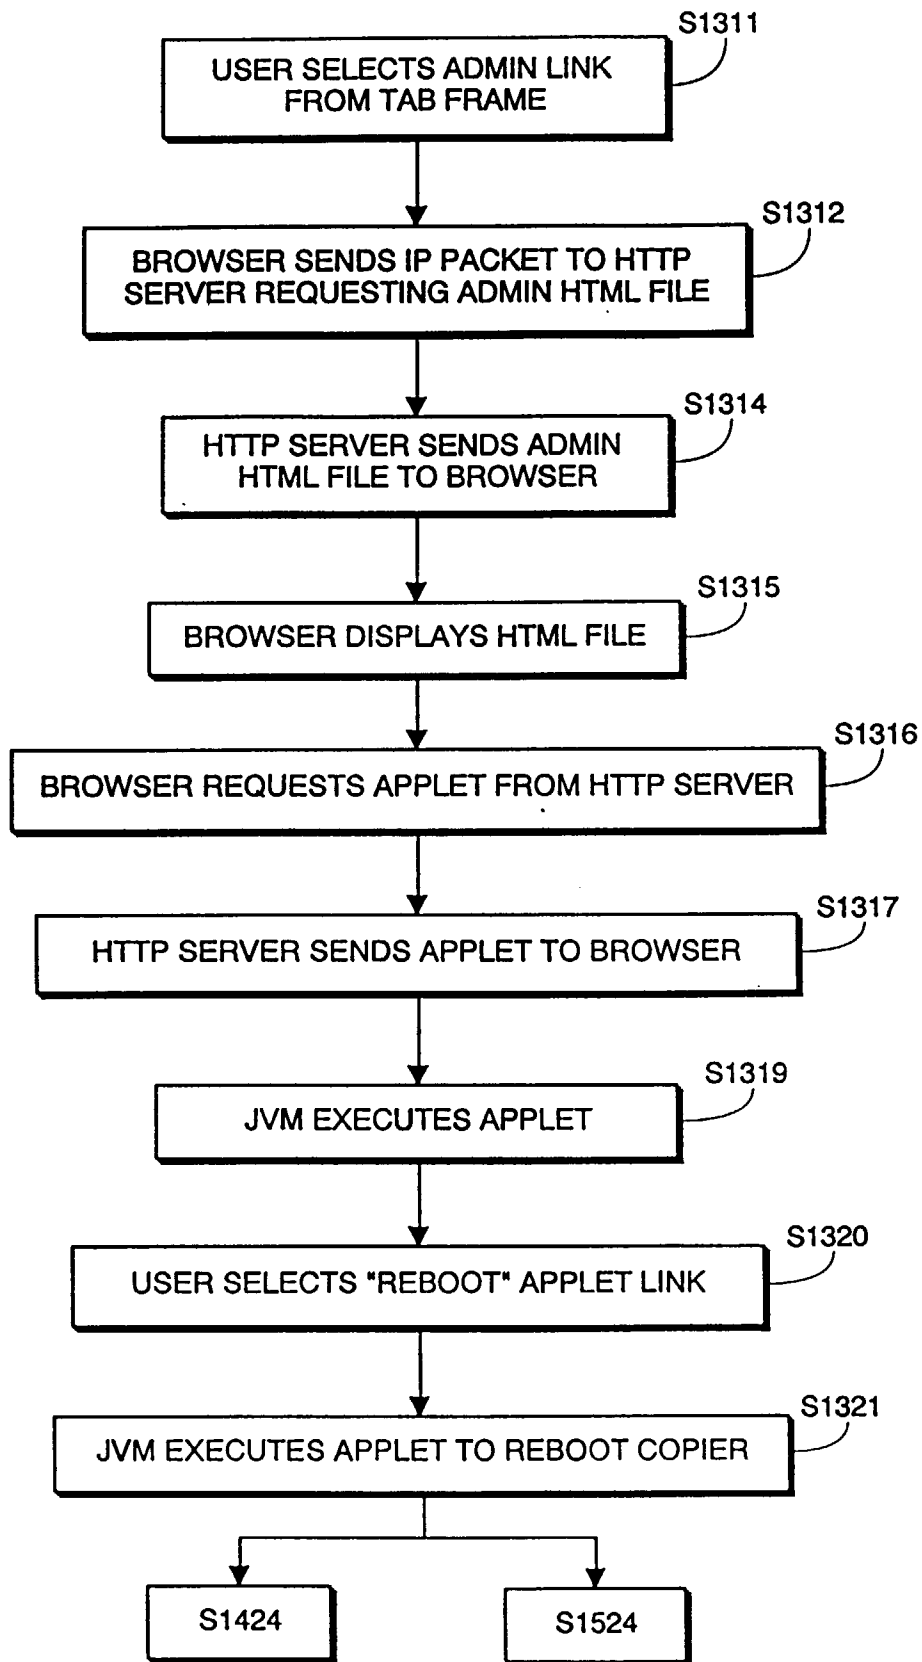 S1311
USER SELECTS ADMIN LINK
FROM TAB FRAME
S1312
BROWSER SENDS IP PACKET TO HTTP
SERVER REQUESTING ADMIN HTML FILE
S1314
HTTP SERVER SENDS ADMIN
HTML FILE TO BROWSER
S1315
BROWSER DISPLAYS HTML FILE
S1316
BROWSER REQUESTS APPLET FROM HTTP SERVER
S1317
HTTP SERVER SENDS APPLET TO BROWSER
S1319
JVM EXECUTES APPLET
S1320
USER SELECTS "REBOOT" APPLET LINK
S1321
JVM EXECUTES APPLET TO REBOOT COPIER
S1424
S1524